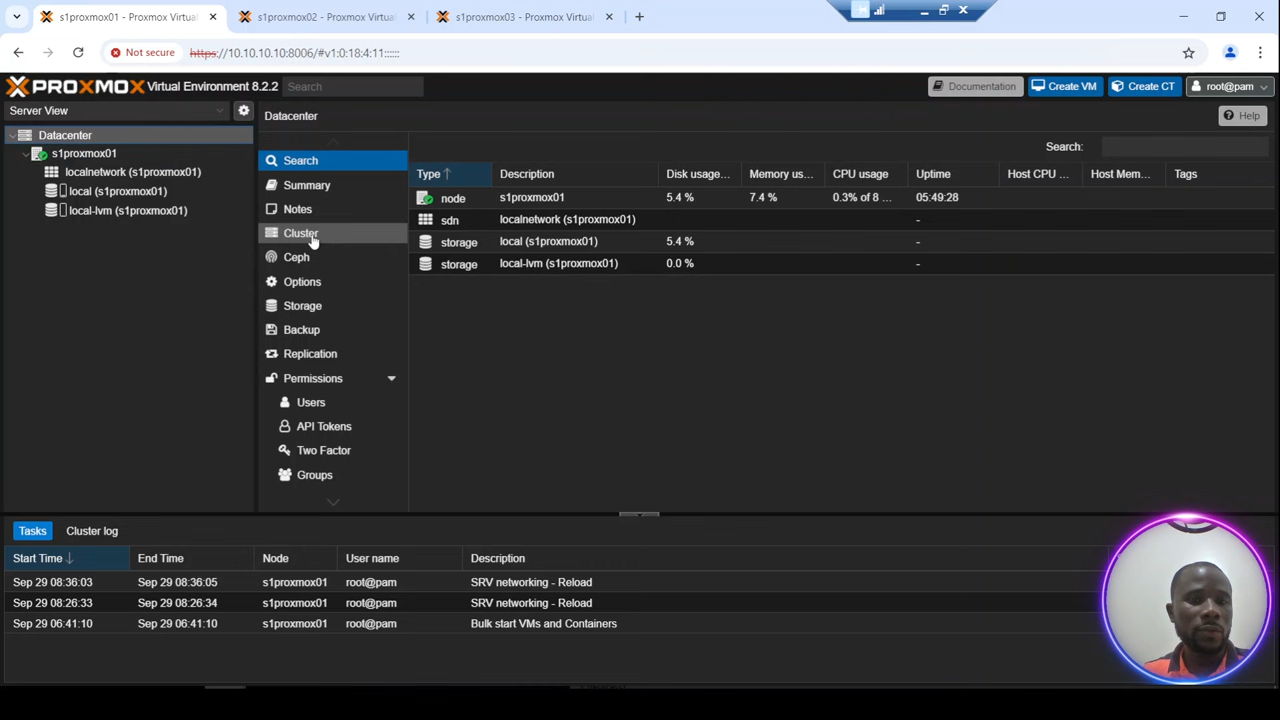 s1proxmox01 - Proxmox Virtual
s1proxmox02 - Proxmox Virtual
s1proxmox03 - Proxmox Virtual
Not secure https://10.10.10.10:8006/#v1:0:18:4:11::::::
PROXMOX Virtual Environment 8.2.2 Search Documentation Create VM Create CT root@pam
Server View
Datacenter Help
Datacenter
s1proxmox01
localnetwork (s1proxmox01)
local (s1proxmox01)
local-lvm (s1proxmox01)
Search
Summary
Notes
Cluster
Ceph
Options
Storage
Backup
Replication
Permissions
Users
API Tokens
Two Factor
Groups
Search:
Type Description Disk usage... Memory us... CPU usage Uptime Host CPU ... Host Mem... Tags
node s1proxmox01 5.4 % 7.4 % 0.3% of 8 ... 05:49:28
sdn localnetwork (s1proxmox01) -
storage local (s1proxmox01) 5.4 % -
storage local-lvm (s1proxmox01) 0.0 % -
Tasks Cluster log
Start Time End Time Node User name Description
Sep 29 08:36:03 Sep 29 08:36:05 s1proxmox01 root@pam SRV networking - Reload
Sep 29 08:26:33 Sep 29 08:26:34 s1proxmox01 root@pam SRV networking - Reload
Sep 29 06:41:10 Sep 29 06:41:10 s1proxmox01 root@pam Bulk start VMs and Containers